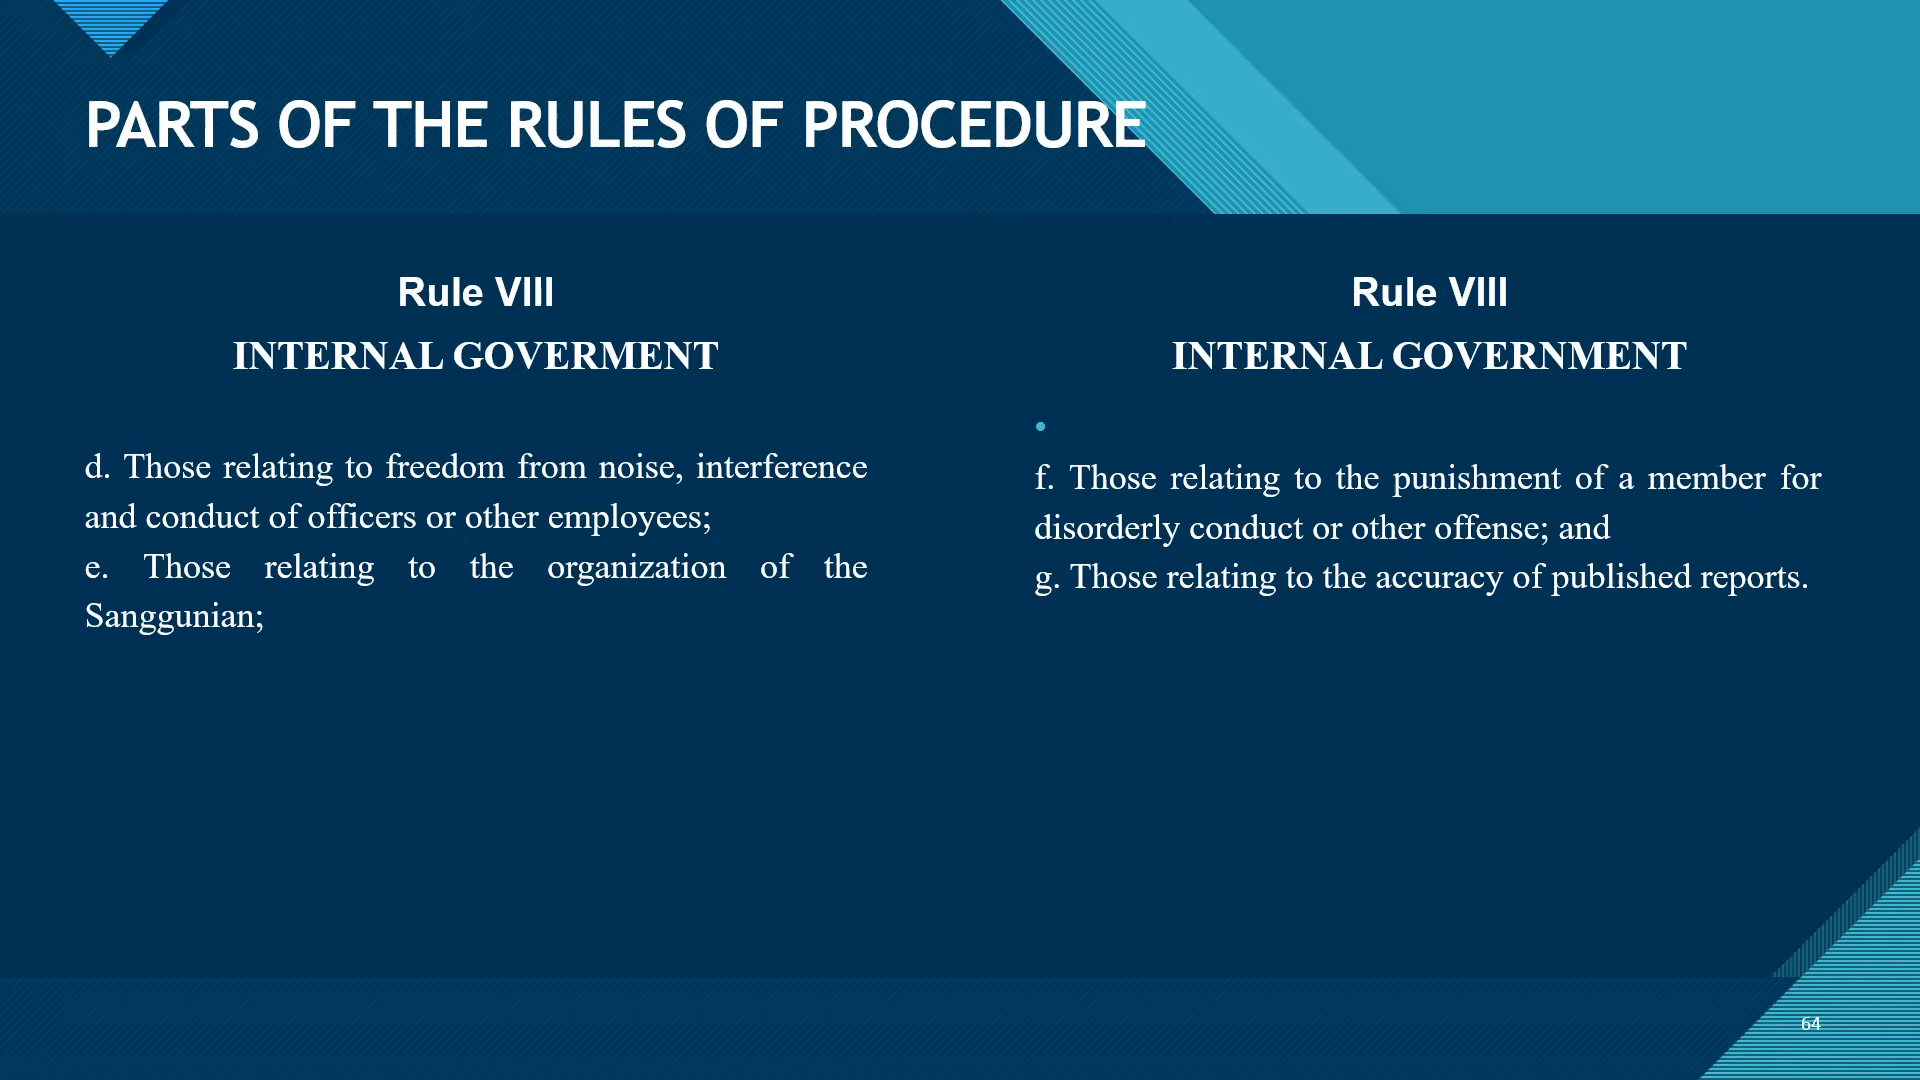 PARTS OF THE RULES OF PROCEDURE
Rule VIII
INTERNAL GOVERMENT
d. Those relating to freedom from noise, interference
and conduct of officers or other employees;
e. Those relating to the organization of the
Sanggunian;
Rule VIII
INTERNAL GOVERNMENT
•
f. Those relating to the punishment of a member for
disorderly conduct or other offense; and
g. Those relating to the accuracy of published reports.
64